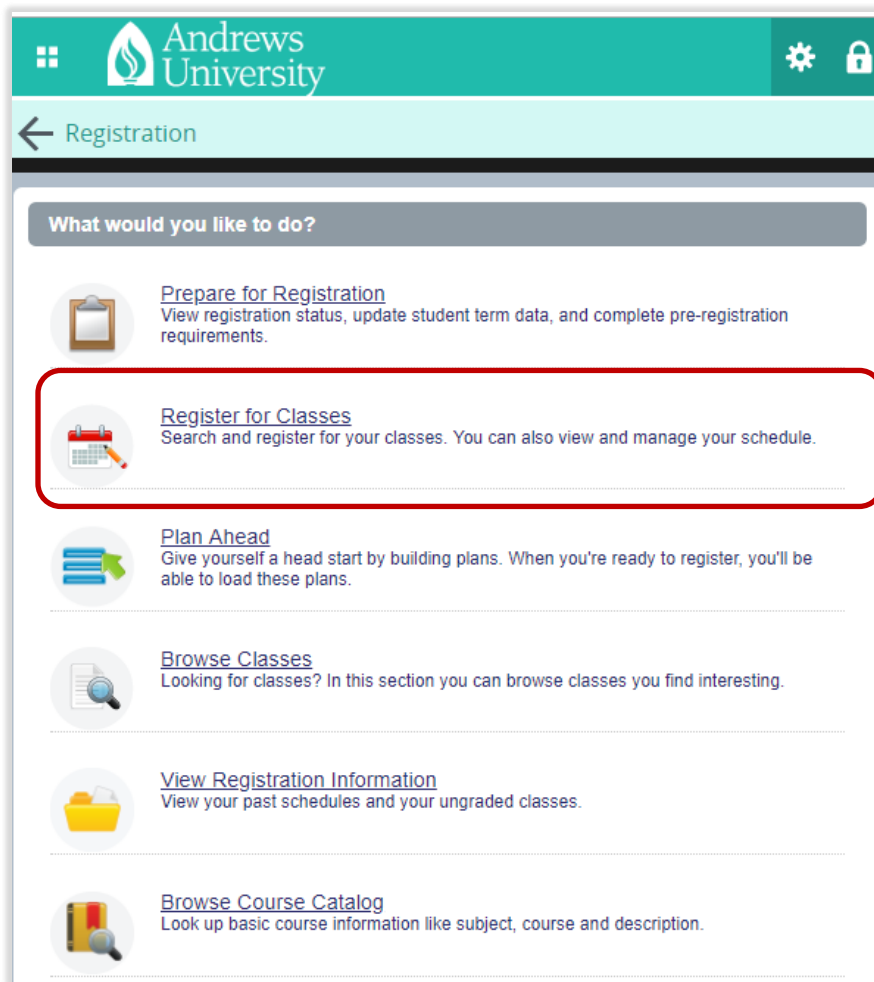 Andrews
University
Registration
What would you like to do?
Prepare for Registration
View registration status, update student term data, and complete pre-registration
requirements.
Register for Classes
Search and register for your classes. You can also view and manage your schedule.
Plan Ahead
Give yourself a head start by building plans. When you're ready to register, you'll be
able to load these plans.
Browse Classes
Looking for classes? In this section you can browse classes you find interesting.
View Registration Information
View your past schedules and your ungraded classes.
Browse Course Catalog
Look up basic course information like subject, course and description.